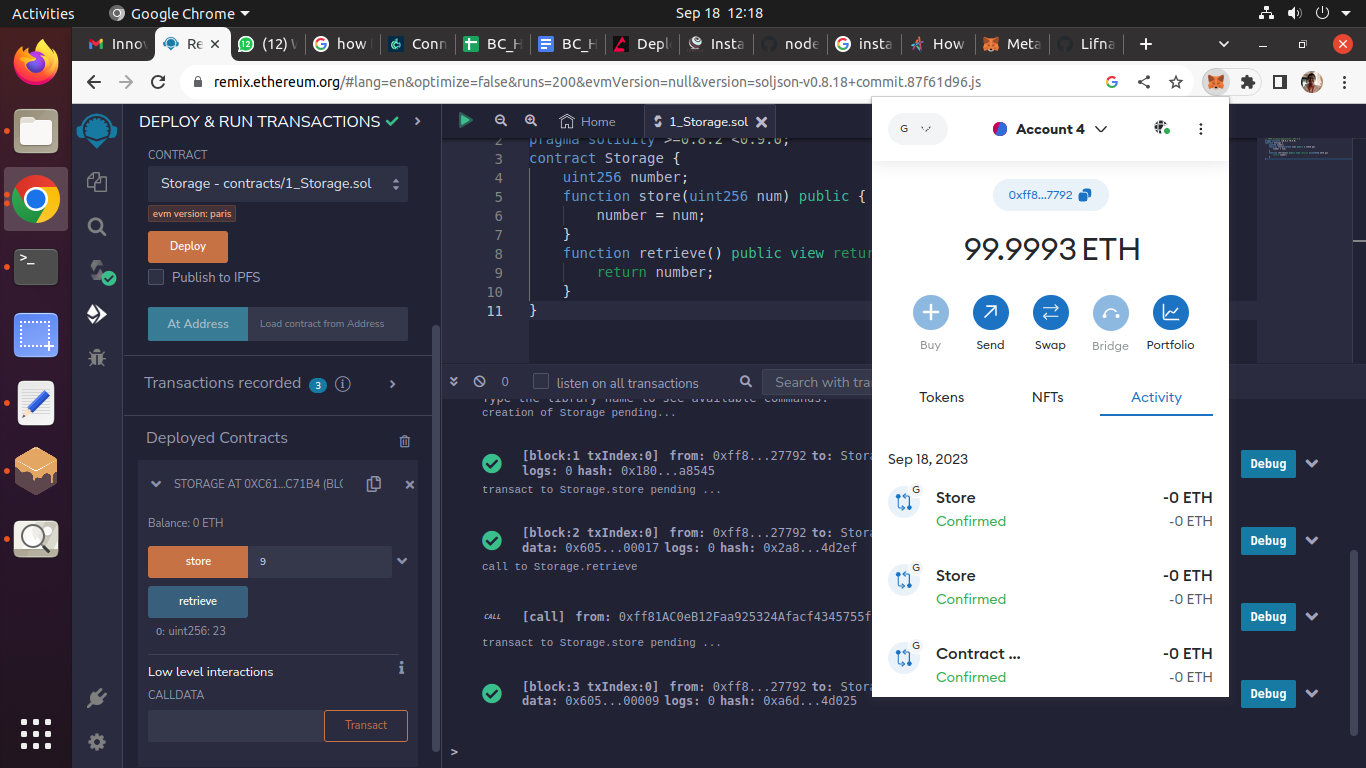 Activities
Google Chrome
Sep 18 12:18
Innov
Re
(12) W
how
Conn
BC_H
BC_H
Depl
Insta
node
insta
How
Meta
Lifna
remix.ethereum.org/#lang=en&optimize=false&runs=200&evmVersion=null&version=soljson-v0.8.18+commit.87f61d96.js
DEPLOY & RUN TRANSACTIONS
CONTRACT
Storage - contracts/1_Storage.sol
evm version: paris
Deploy
Publish to IPFS
At Address
Load contract from Address
Transactions recorded 3 i
Deployed Contracts
STORAGE AT 0XC61...C71B4 (BLO
Balance: 0 ETH
store
9
retrieve
0: uint256: 23
Low level interactions
i
CALLDATA
Transact
Home
1_Storage.sol
2 pragma solidity >=0.8.2 <0.9.0;
3 contract Storage {
4 uint256 number;
5 function store(uint256 num) public {
6 number = num;
7 }
8 function retrieve() public view retur
9 return number;
10 }
11 }
0
listen on all transactions
Search with tra
Type the library name to see available commands.
creation of Storage pending...
[block:1 txIndex:0] from: 0xff8...27792 to: Stora
logs: 0 hash: 0x180...a8545
Debug
transact to Storage.store pending ...
[block:2 txIndex:0] from: 0xff8...27792 to: Stora
data: 0x605...00017 logs: 0 hash: 0x2a8...4d2ef
Debug
call to Storage.retrieve
CALL [call] from: 0xff81AC0eB12Faa925324Afacf4345755f
Debug
transact to Storage.store pending ...
[block:3 txIndex:0] from: 0xff8...27792 to: Stora
data: 0x605...00009 logs: 0 hash: 0xa6d...4d025
Debug
>
G
Account 4
0xff8...7792
99.9993 ETH
Buy
Send
Swap
Bridge
Portfolio
Tokens
NFTs
Activity
Sep 18, 2023
G
Store
-0 ETH
Confirmed
-0 ETH
G
Store
-0 ETH
Confirmed
-0 ETH
G
Contract ...
-0 ETH
Confirmed
-0 ETH